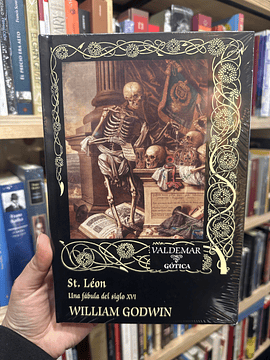 VALDEMAR
GÓTICA
St. Léon
Una fábula del siglo XVI
WILLIAM GODWIN